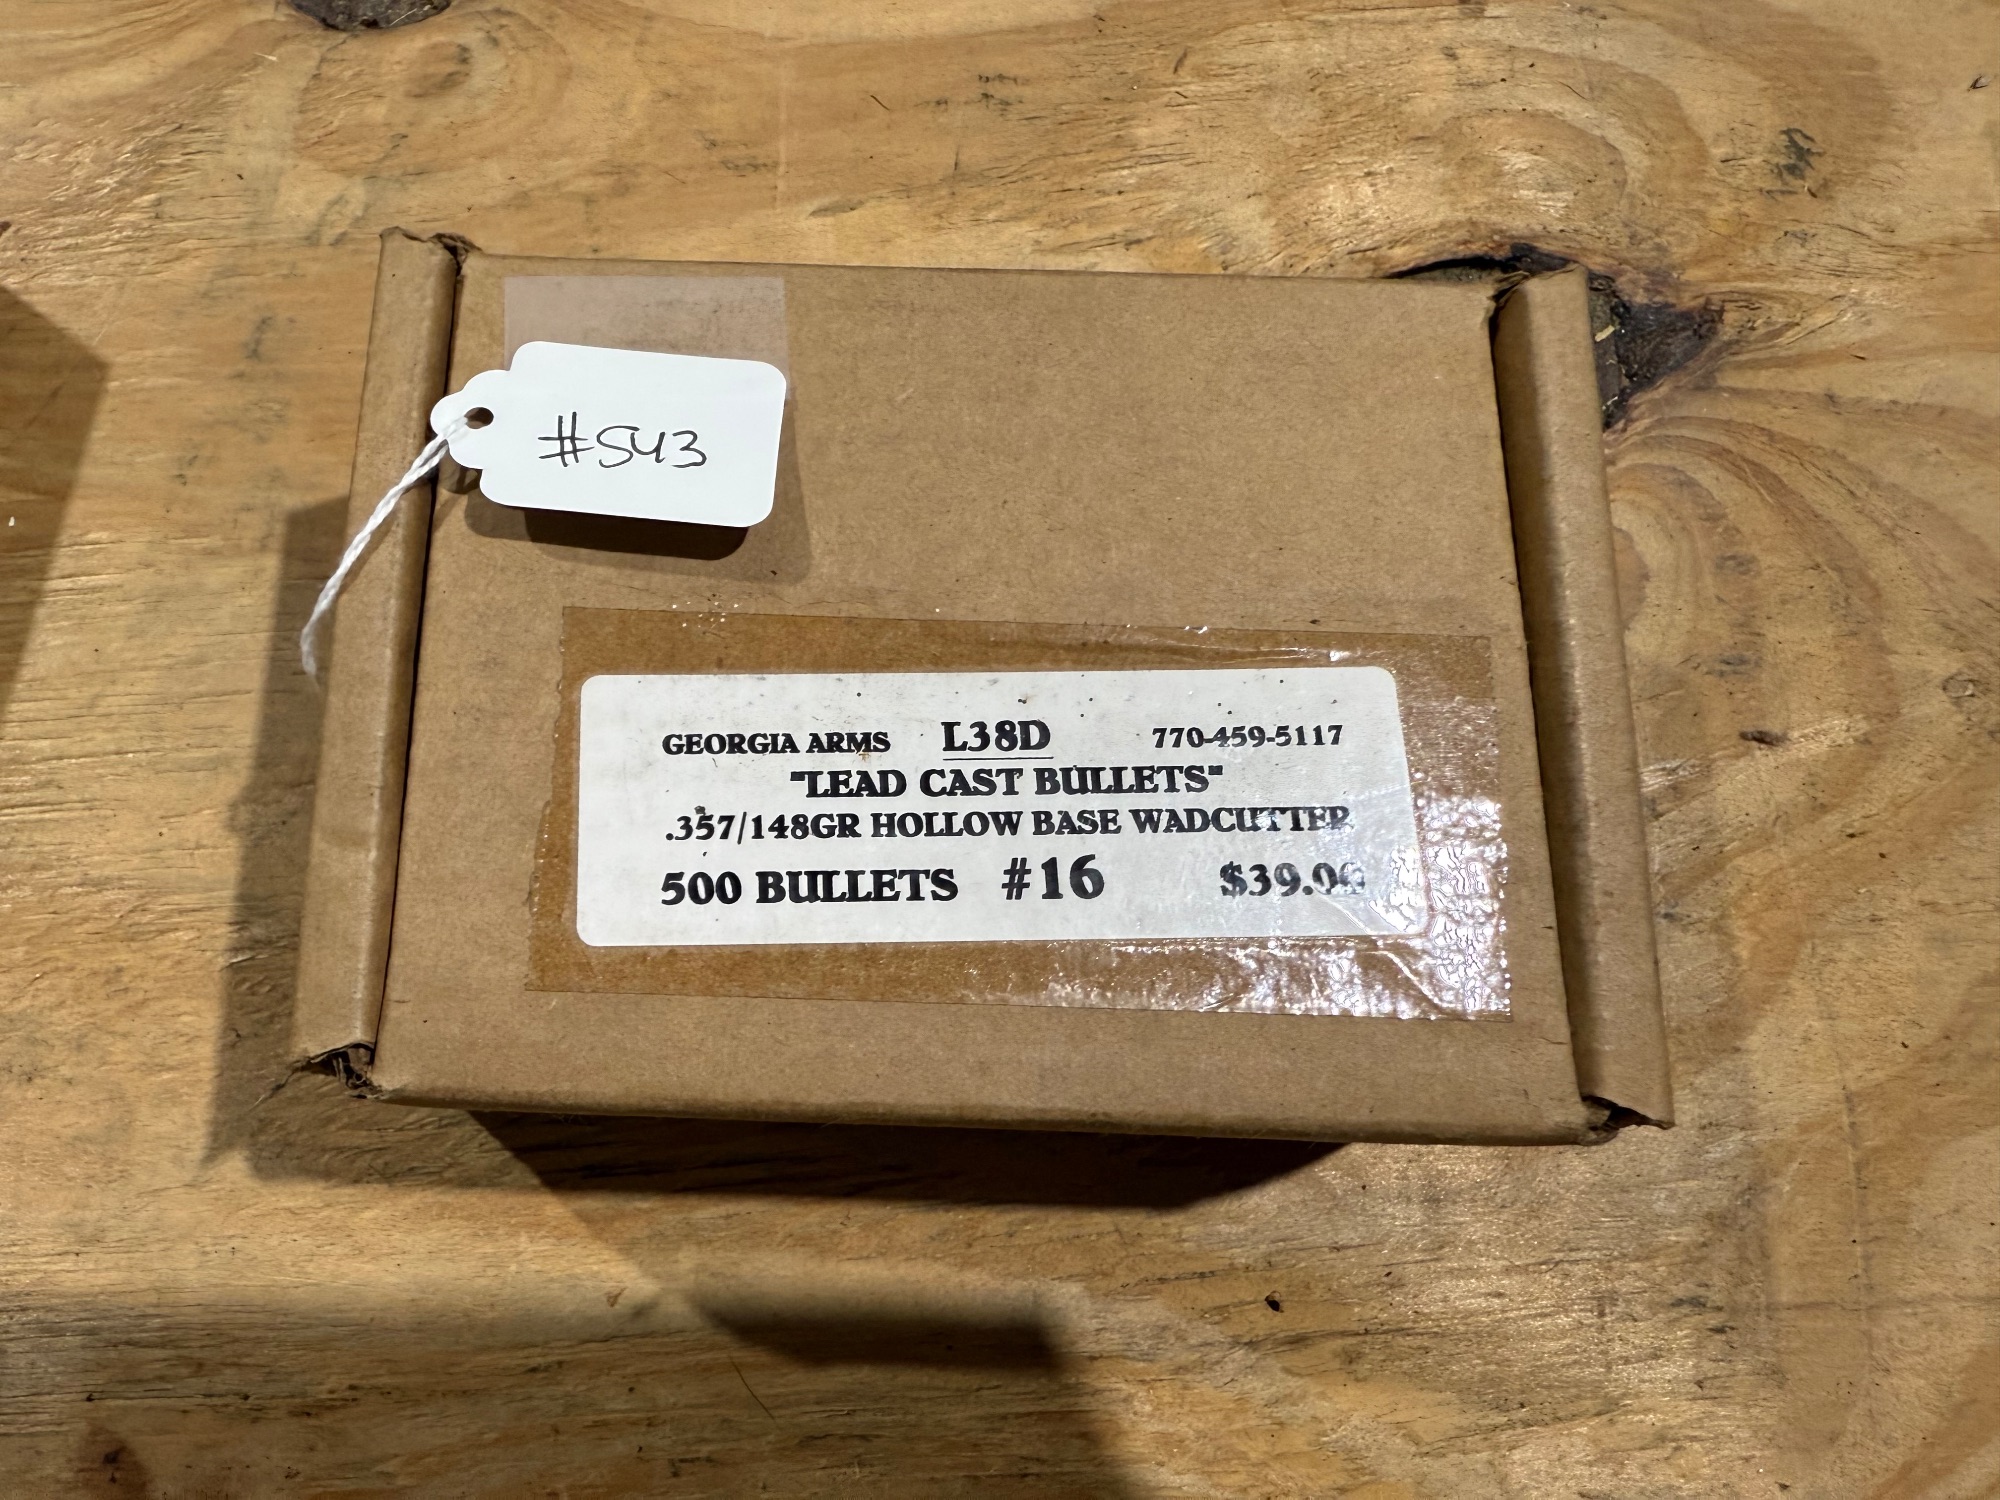 #543
GEORGIA ARMS L38D 770-459-5117
"LEAD CAST BULLETS"
.357/148GR HOLLOW BASE WADCUTTER
500 BULLETS #16 $39.00